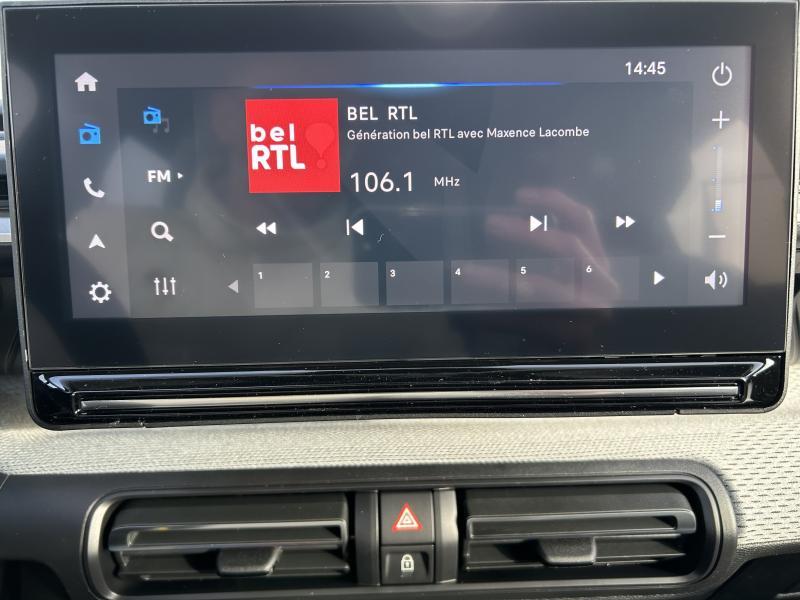 14:45
bel
RTL
BEL RTL
Génération bel RTL avec Maxence Lacombe
FM
106.1 MHz
1 2 3 4 5 6